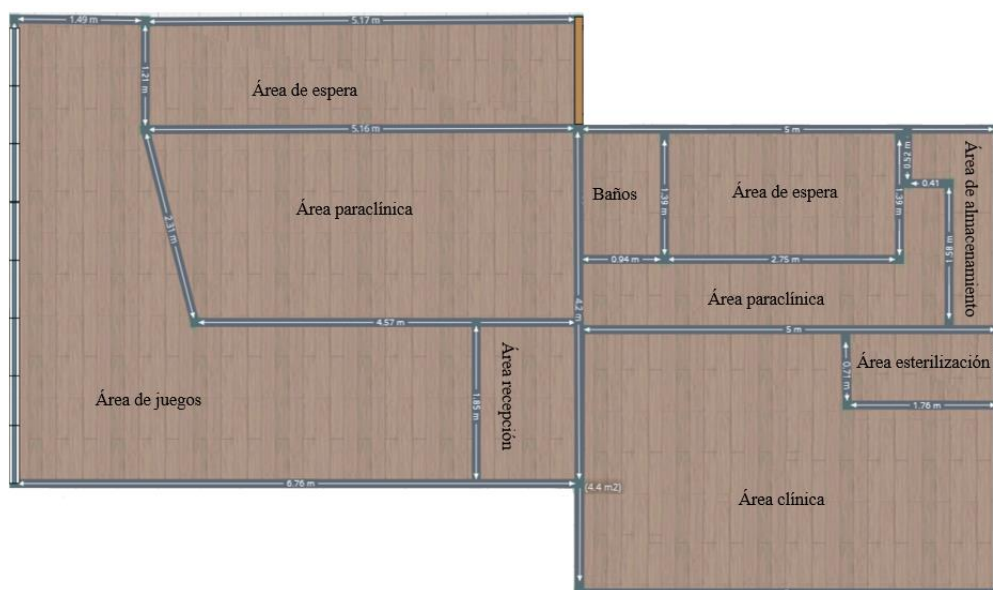 1.49 m
5.17 m
1.21 m
Área de espera
5.16 m
5 m
0.52 m
0.41
Área de almacenamiento
Baños
1.39 m
Área de espera
1.39 m
Área paraclínica
2.31 m
1.58 m
0.94 m
2.75 m
Área paraclínica
4.2 m
4.57 m
5 m
Área recepción
Área esterilización
0.71 m
1.85 m
Área de juegos
1.76 m
6.76 m
(4.4 m2)
Área clínica